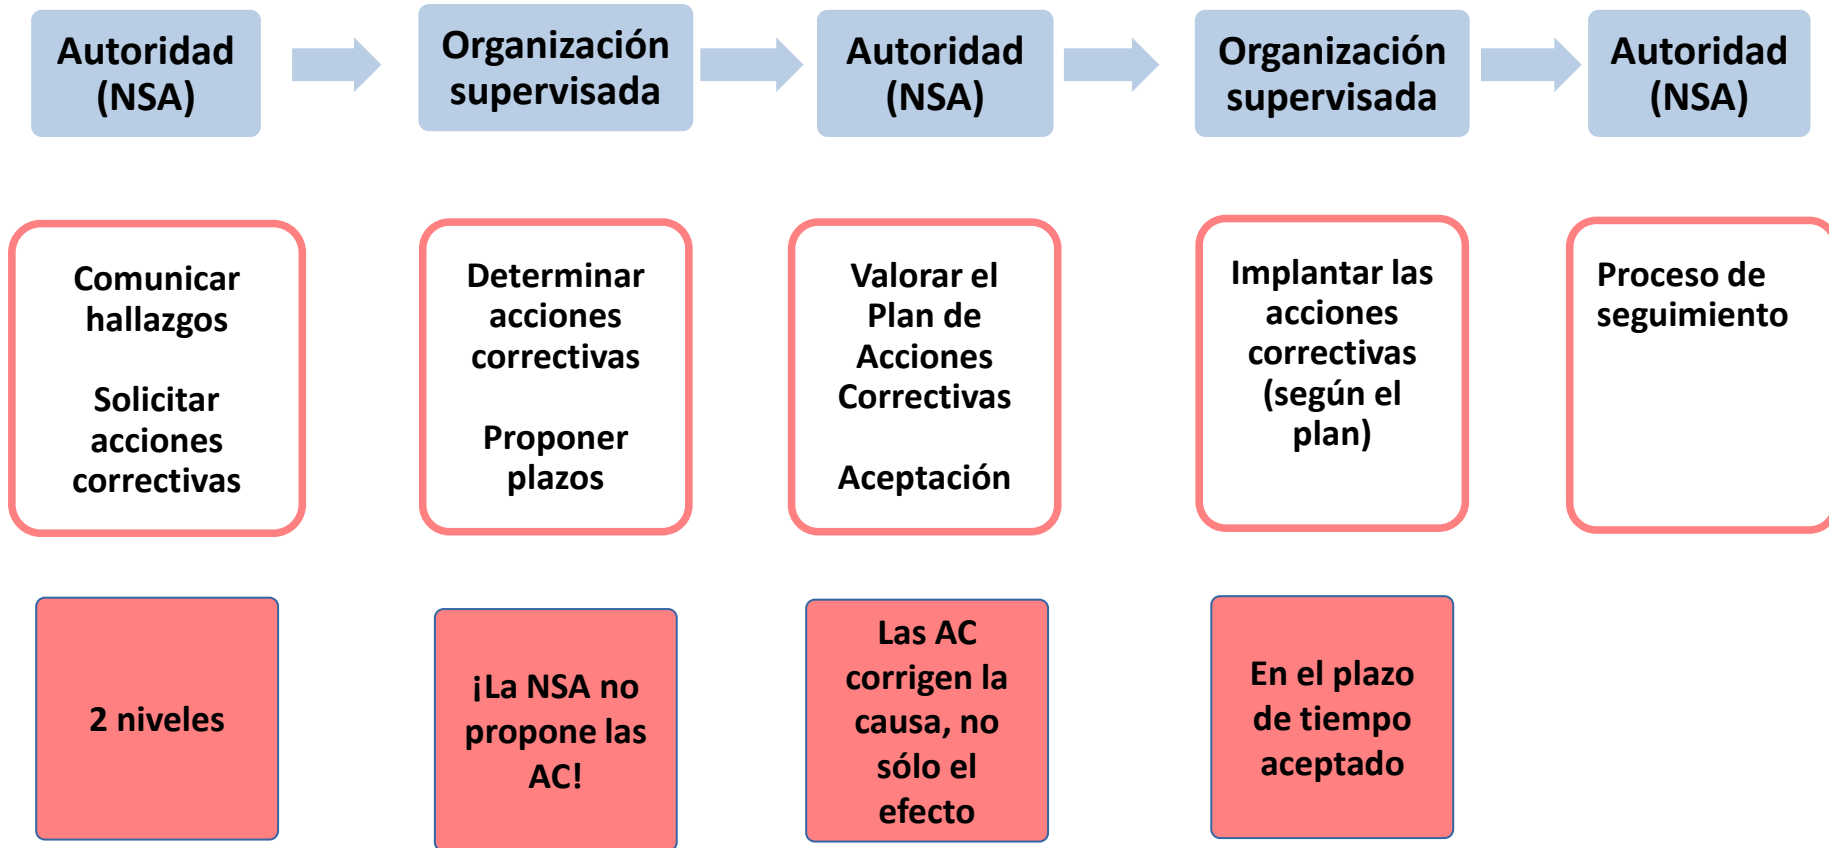 Autoridad
(NSA)
Organización
supervisada
Autoridad
(NSA)
Organización
supervisada
Autoridad
(NSA)
Comunicar
hallazgos
Solicitar
acciones
correctivas
Determinar
acciones
correctivas
Proponer
plazos
Valorar el
Plan de
Acciones
Correctivas
Aceptación
Implantar las
acciones
correctivas
(según el
plan)
Proceso de
seguimiento
2 niveles
¡La NSA no
propone las
AC!
Las AC
corrigen la
causa, no
sólo el
efecto
En el plazo
de tiempo
aceptado